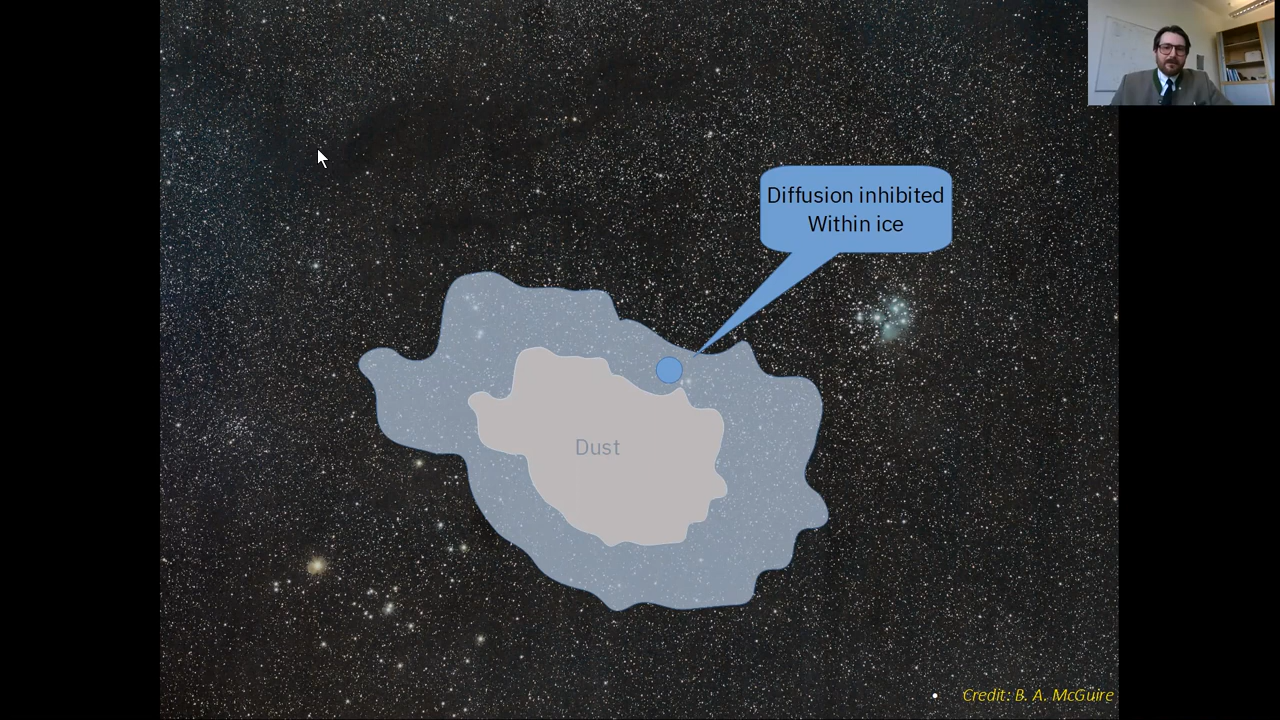 Diffusion inhibited
Within ice
Dust
• Credit: B. A. McGuire